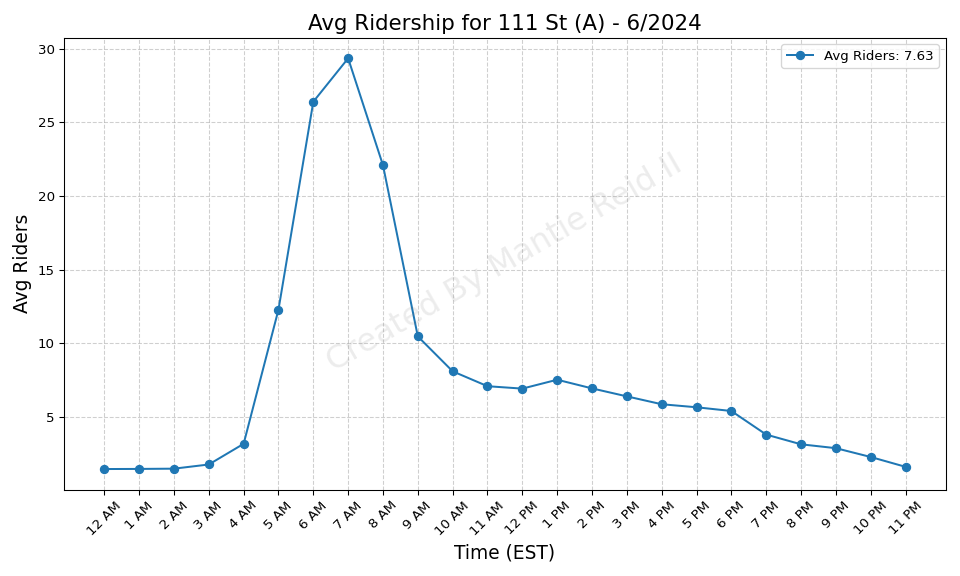 Avg Ridership for 111 St (A) - 6/2024
Avg Riders: 7.63
30
25
20
15
10
5
Avg Riders
Created By Mantie Reid II
12 AM
1 AM
2 AM
3 AM
4 AM
5 AM
6 AM
7 AM
8 AM
9 AM
10 AM
11 AM
12 PM
1 PM
2 PM
3 PM
4 PM
5 PM
6 PM
7 PM
8 PM
9 PM
10 PM
11 PM
Time (EST)